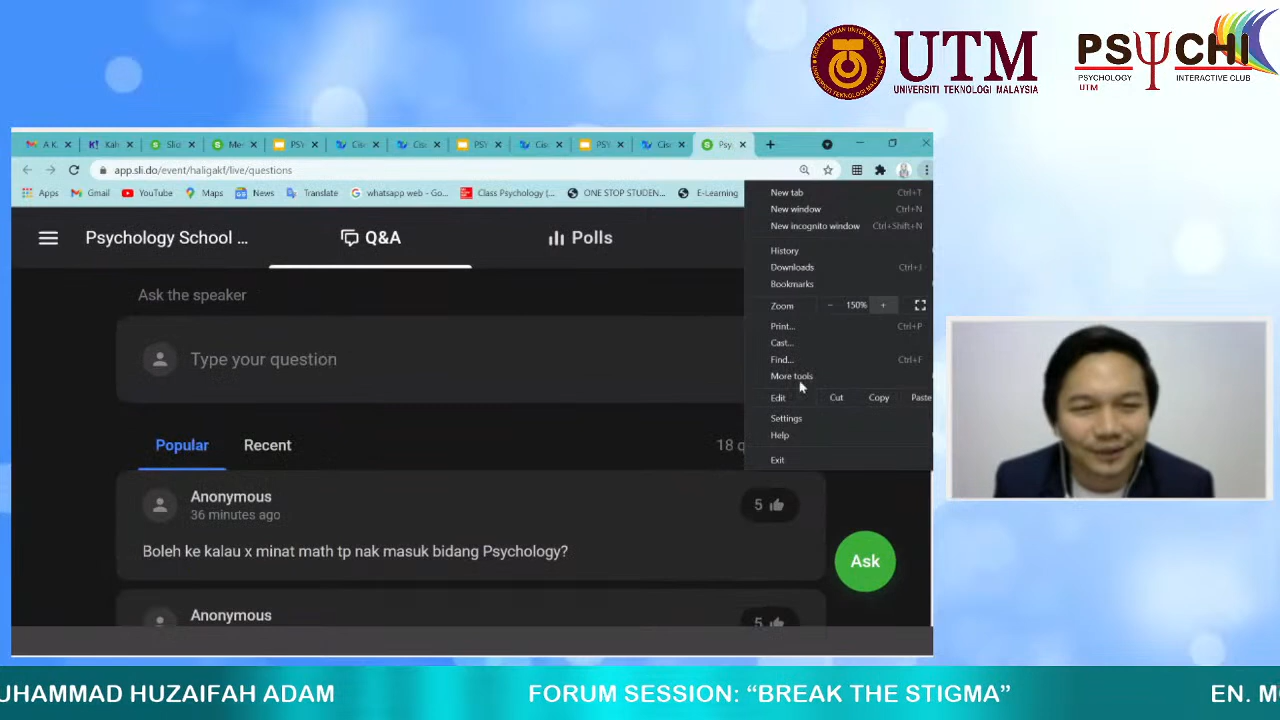 UTM
UNIVERSITI TEKNOLOGI MALAYSIA
PSYCHI
PSYCHOLOGY
INTERACTIVE CLUB
UTM
app.sli.do/event/haligakf/live/questions
Apps
Gmail
YouTube
Maps
News
Translate
whatsapp web - Go...
Class Psychology (...
ONE STOP STUDEN...
E-Learning
New tab Ctrl+T
New window Ctrl+N
New incognito window Ctrl+Shift+N
History
Downloads Ctrl+J
Bookmarks
Zoom - 150% +
Print... Ctrl+P
Cast...
Find... Ctrl+F
More tools
Edit Cut Copy Paste
Settings
Help
Exit
Psychology School ...
Q&A
Polls
Ask the speaker
Type your question
Popular
Recent
18 q
Anonymous
36 minutes ago
5
Boleh ke kalau x minat math tp nak masuk bidang Psychology?
Ask
Anonymous
5
UHAMMAD HUZAIFAH ADAM
FORUM SESSION: “BREAK THE STIGMA”
EN. M